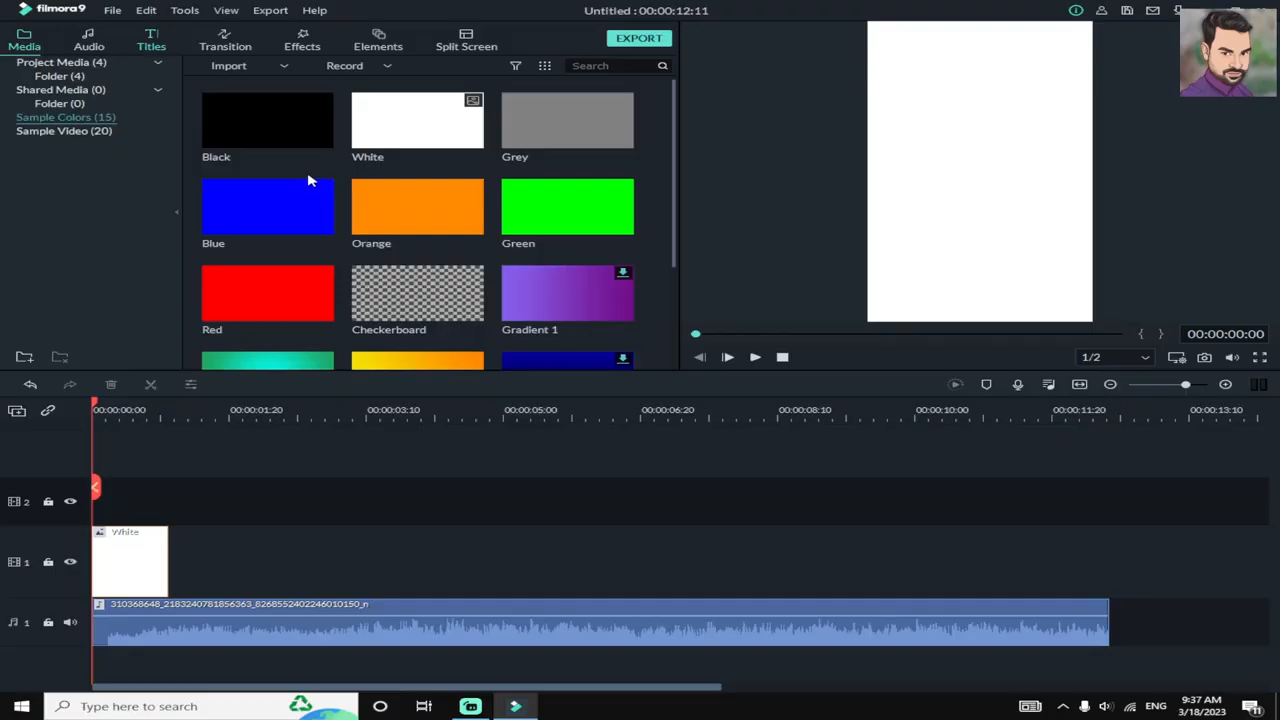 filmora9 File Edit Tools View Export Help Untitled : 00:00:12:11
Media Audio Titles Transition Effects Elements Split Screen EXPORT
Project Media (4)
Folder (4)
Shared Media (0)
Folder (0)
Sample Colors (15)
Sample Video (20)
Import Record Search
Black White Grey
Blue Orange Green
Red Checkerboard Gradient 1
1/2 00:00:00:00
00:00:00:00 00:00:01:20 00:00:03:10 00:00:05:00 00:00:06:20 00:00:08:10 00:00:10:00 00:00:11:20 00:00:13:10
2
White
1
310368648_2183240781856363_8268552402246010150_n
1
Type here to search
ENG
9:37 AM
3/18/2023
11